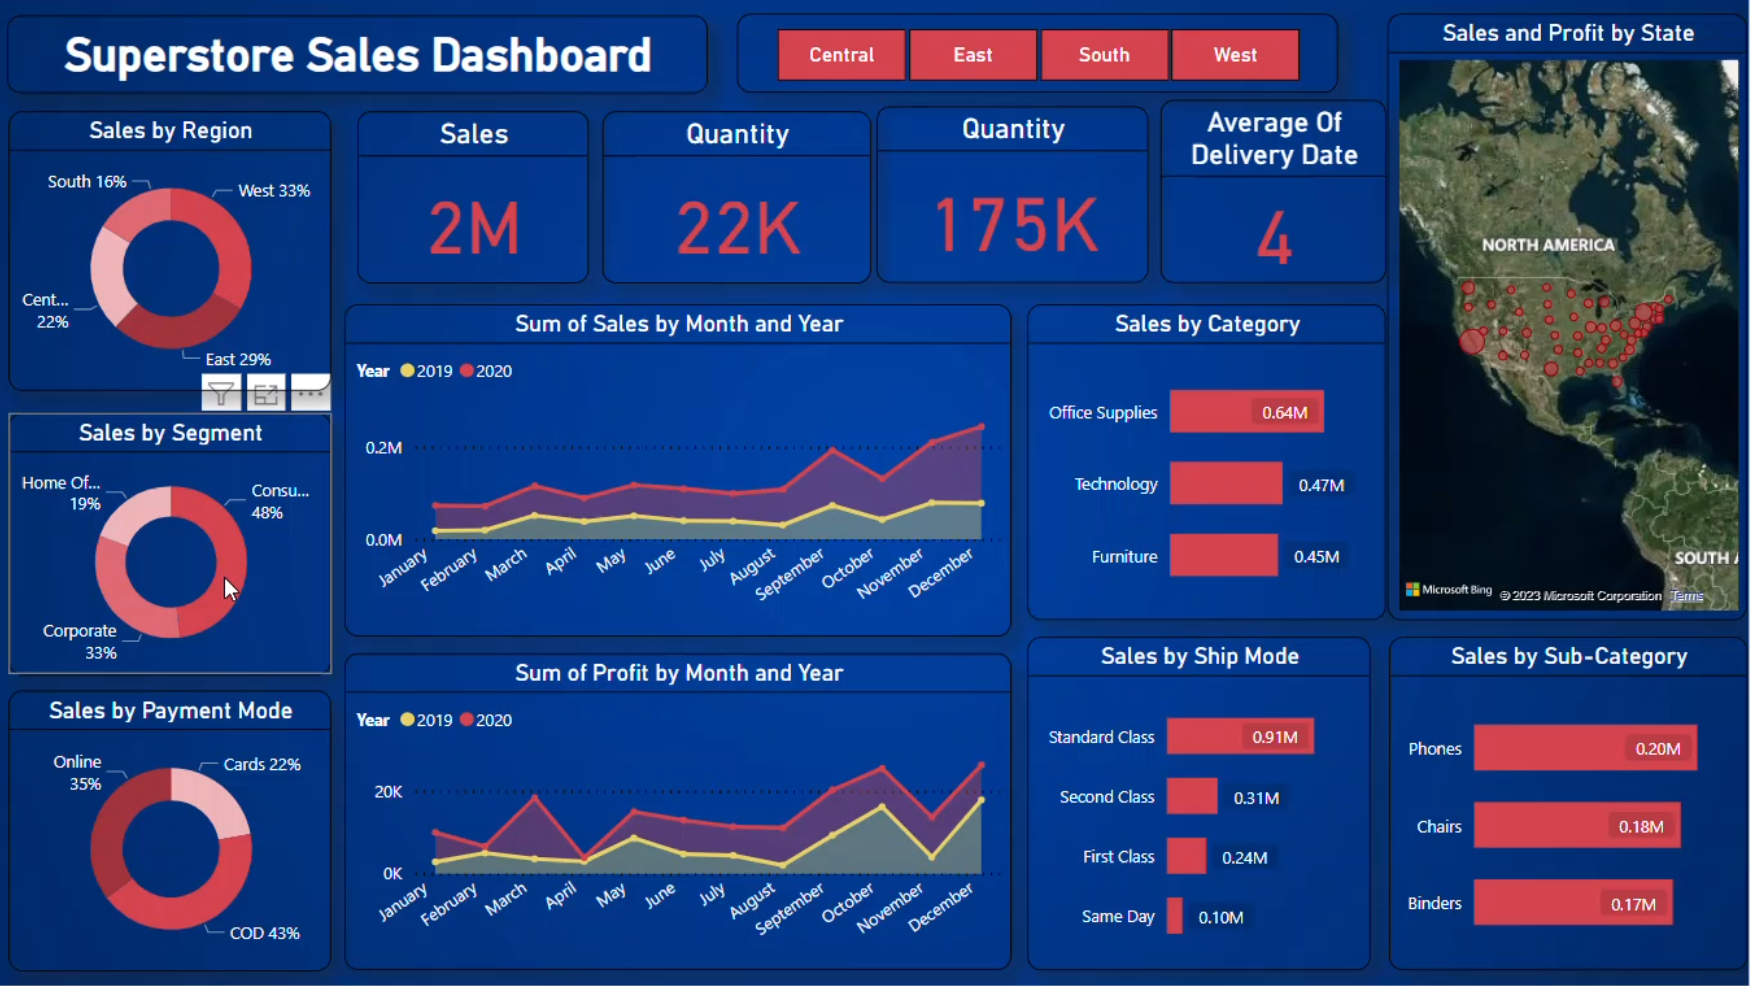 Superstore Sales Dashboard
Central
East
South
West
Sales and Profit by State
Sales by Region
South 16%
West 33%
Cent...
22%
East 29%
Sales
2M
Quantity
22K
Quantity
175K
Average Of
Delivery Date
4
NORTH AMERICA
SOUTH A
Microsoft Bing
© 2023 Microsoft Corporation
Terms
Sales by Segment
Home Of...
19%
Consu...
48%
Corporate
33%
Sum of Sales by Month and Year
Year 2019 2020
0.2M
0.0M
January
February
March
April
May
June
July
August
September
October
November
December
Sales by Category
Office Supplies 0.64M
Technology 0.47M
Furniture 0.45M
Sales by Payment Mode
Online
35%
Cards 22%
COD 43%
Sum of Profit by Month and Year
Year 2019 2020
20K
0K
January
February
March
April
May
June
July
August
September
October
November
December
Sales by Ship Mode
Standard Class 0.91M
Second Class 0.31M
First Class 0.24M
Same Day 0.10M
Sales by Sub-Category
Phones 0.20M
Chairs 0.18M
Binders 0.17M